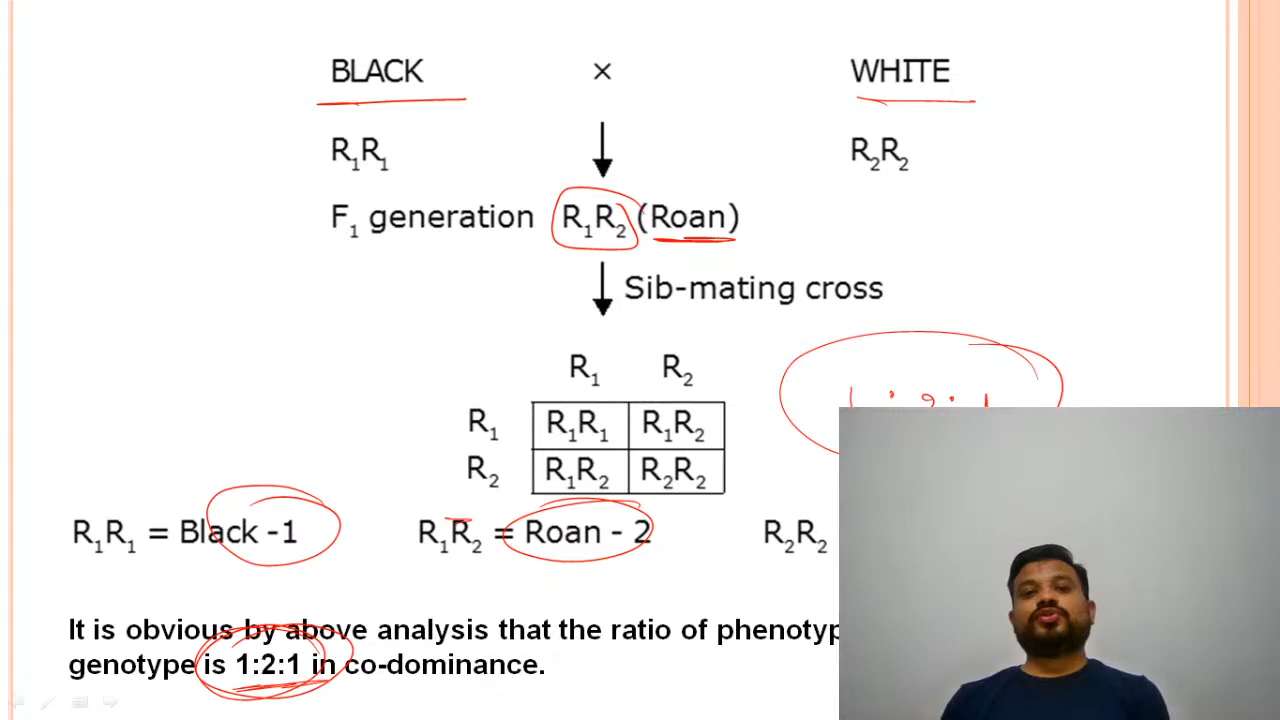 BLACK × WHITE
R₁R₁ R₂R₂
F₁ generation R₁R₂ (Roan)
Sib-mating cross
R₁ R₂
R₁ R₁R₁ R₁R₂
R₂ R₁R₂ R₂R₂
R₁R₁ = Black -1 R₁R₂ = Roan - 2 R₂R₂
It is obvious by above analysis that the ratio of
genotype is 1:2:1 in co-dominance.